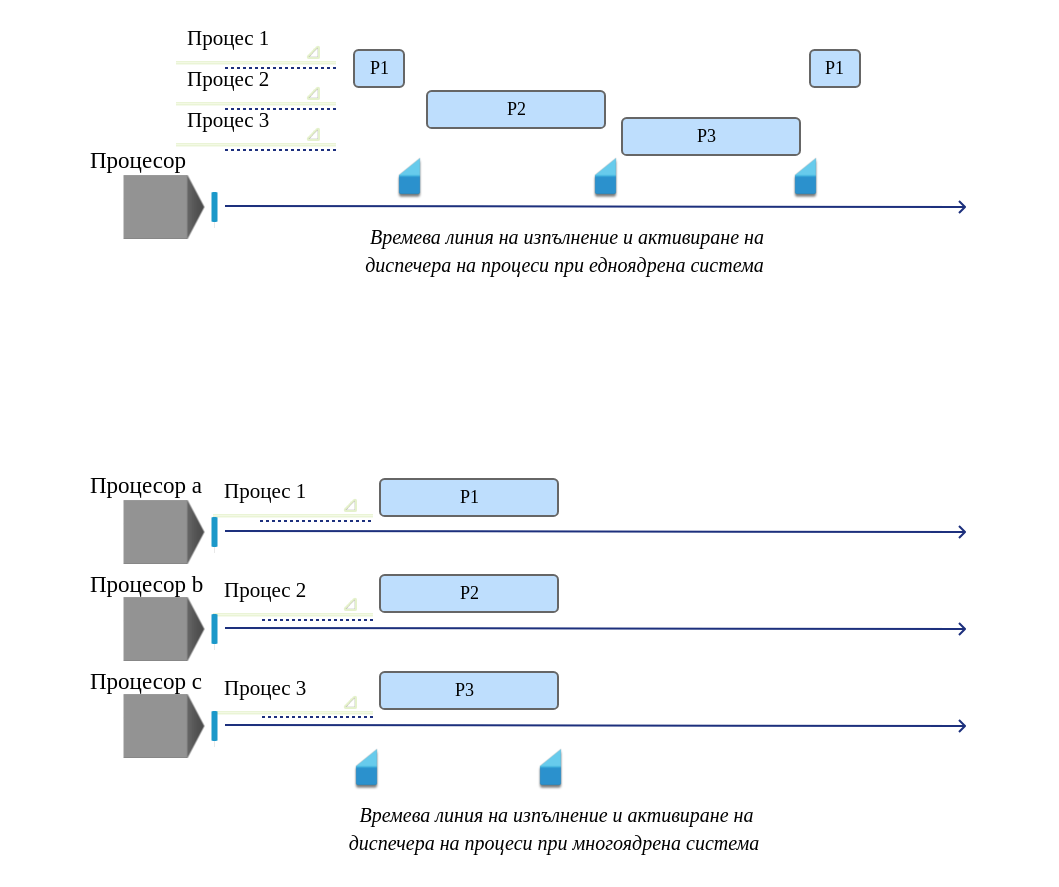 Процес 1
P1
P1
Процес 2
P2
Процес 3
P3
Процесор
Времева линия на изпълнение и активиране на
диспечера на процеси при едноядрена система
Процесор a
Процес 1
P1
Процесор b
Процес 2
P2
Процесор c
Процес 3
P3
Времева линия на изпълнение и активиране на
диспечера на процеси при многоядрена система